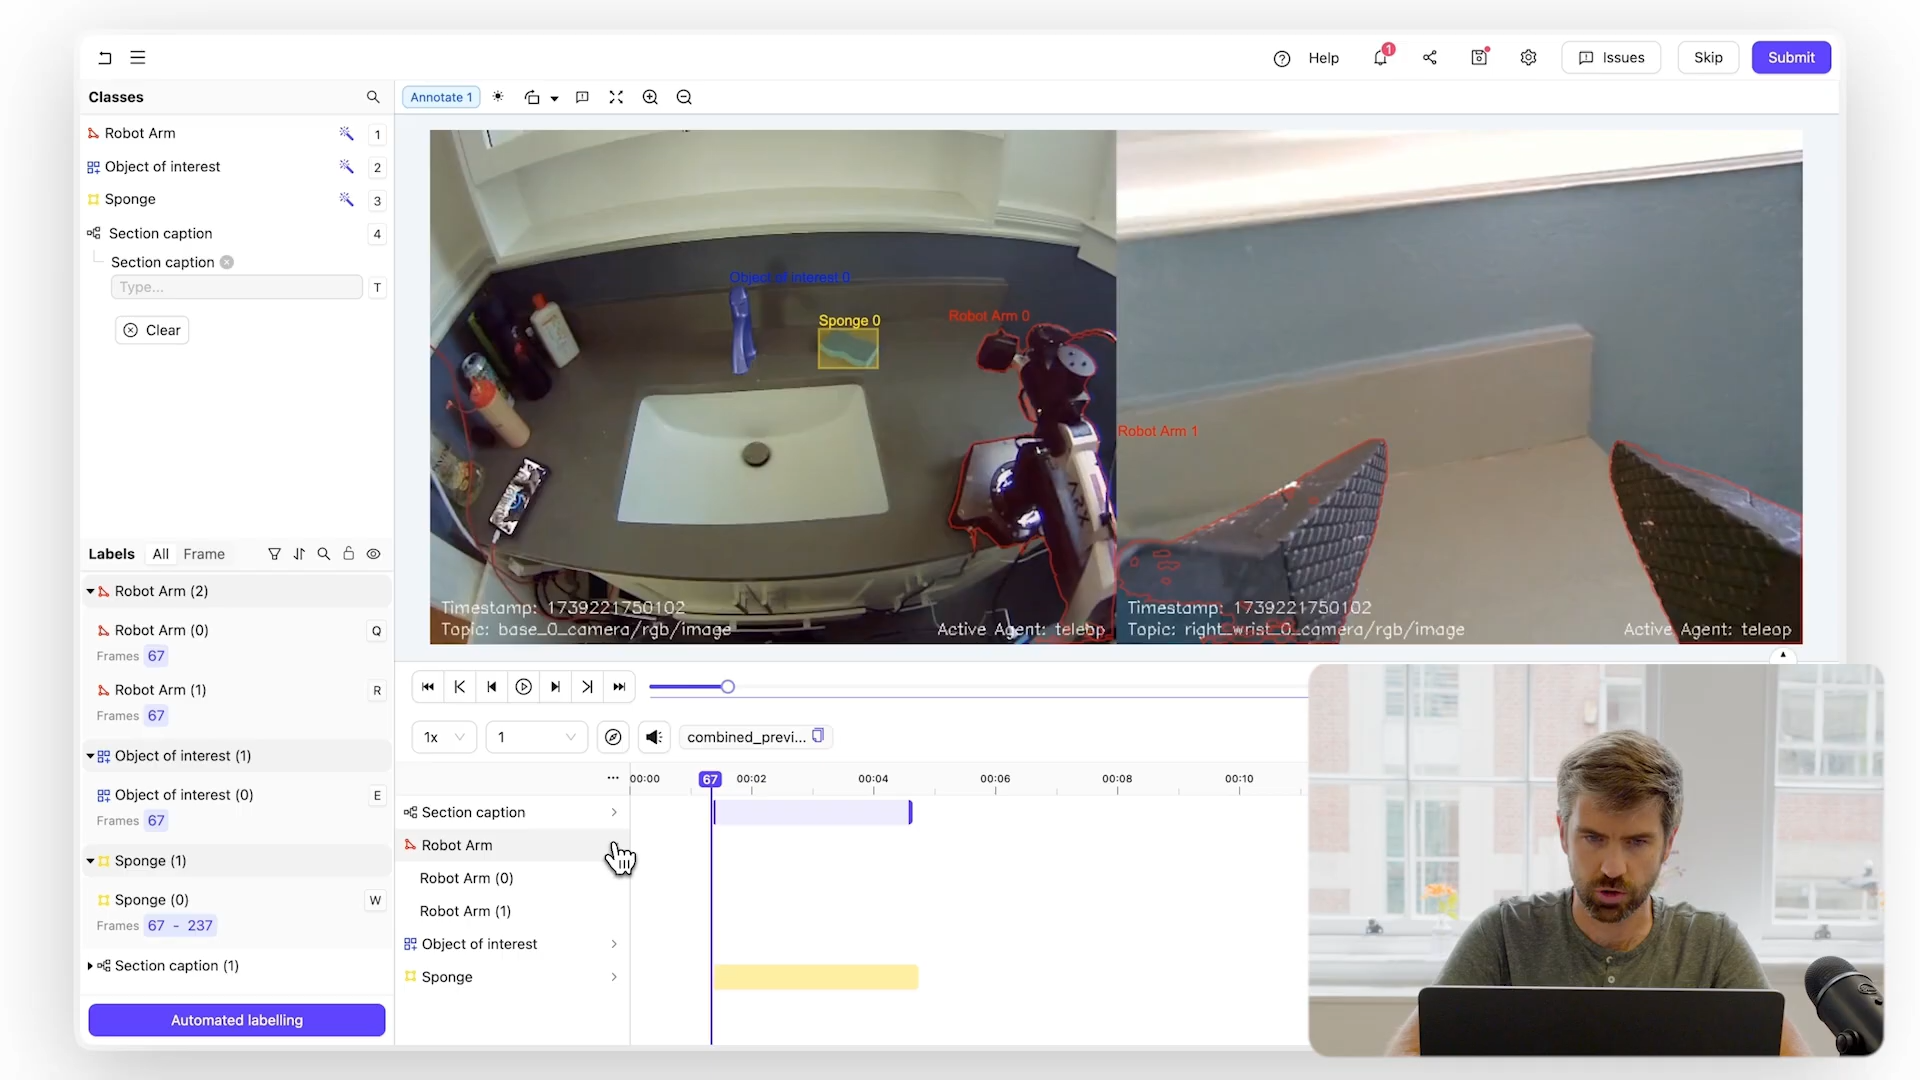 Help
1
Issues
Skip
Submit
Classes
Annotate 1
Robot Arm
1
Object of interest
2
Sponge
3
Section caption
4
Section caption
Type...
T
Clear
Object of interest 0
Sponge 0
Robot Arm 0
Robot Arm 1
Timestamp: 1739221750102
Topic: base_0_camera/rgb/image
Active Agent: teleop
Timestamp: 1739221750102
Topic: right_wrist_0_camera/rgb/image
Active Agent: teleop
ARX
Labels
All
Frame
Robot Arm (2)
Robot Arm (0)
Q
Frames 67
Robot Arm (1)
R
Frames 67
Object of interest (1)
Object of interest (0)
E
Frames 67
Sponge (1)
Sponge (0)
W
Frames 67 - 237
Section caption (1)
Automated labelling
1x
1
combined_previ...
00:00
67
00:02
00:04
00:06
00:08
00:10
Section caption
Robot Arm
Robot Arm (0)
Robot Arm (1)
Object of interest
Sponge